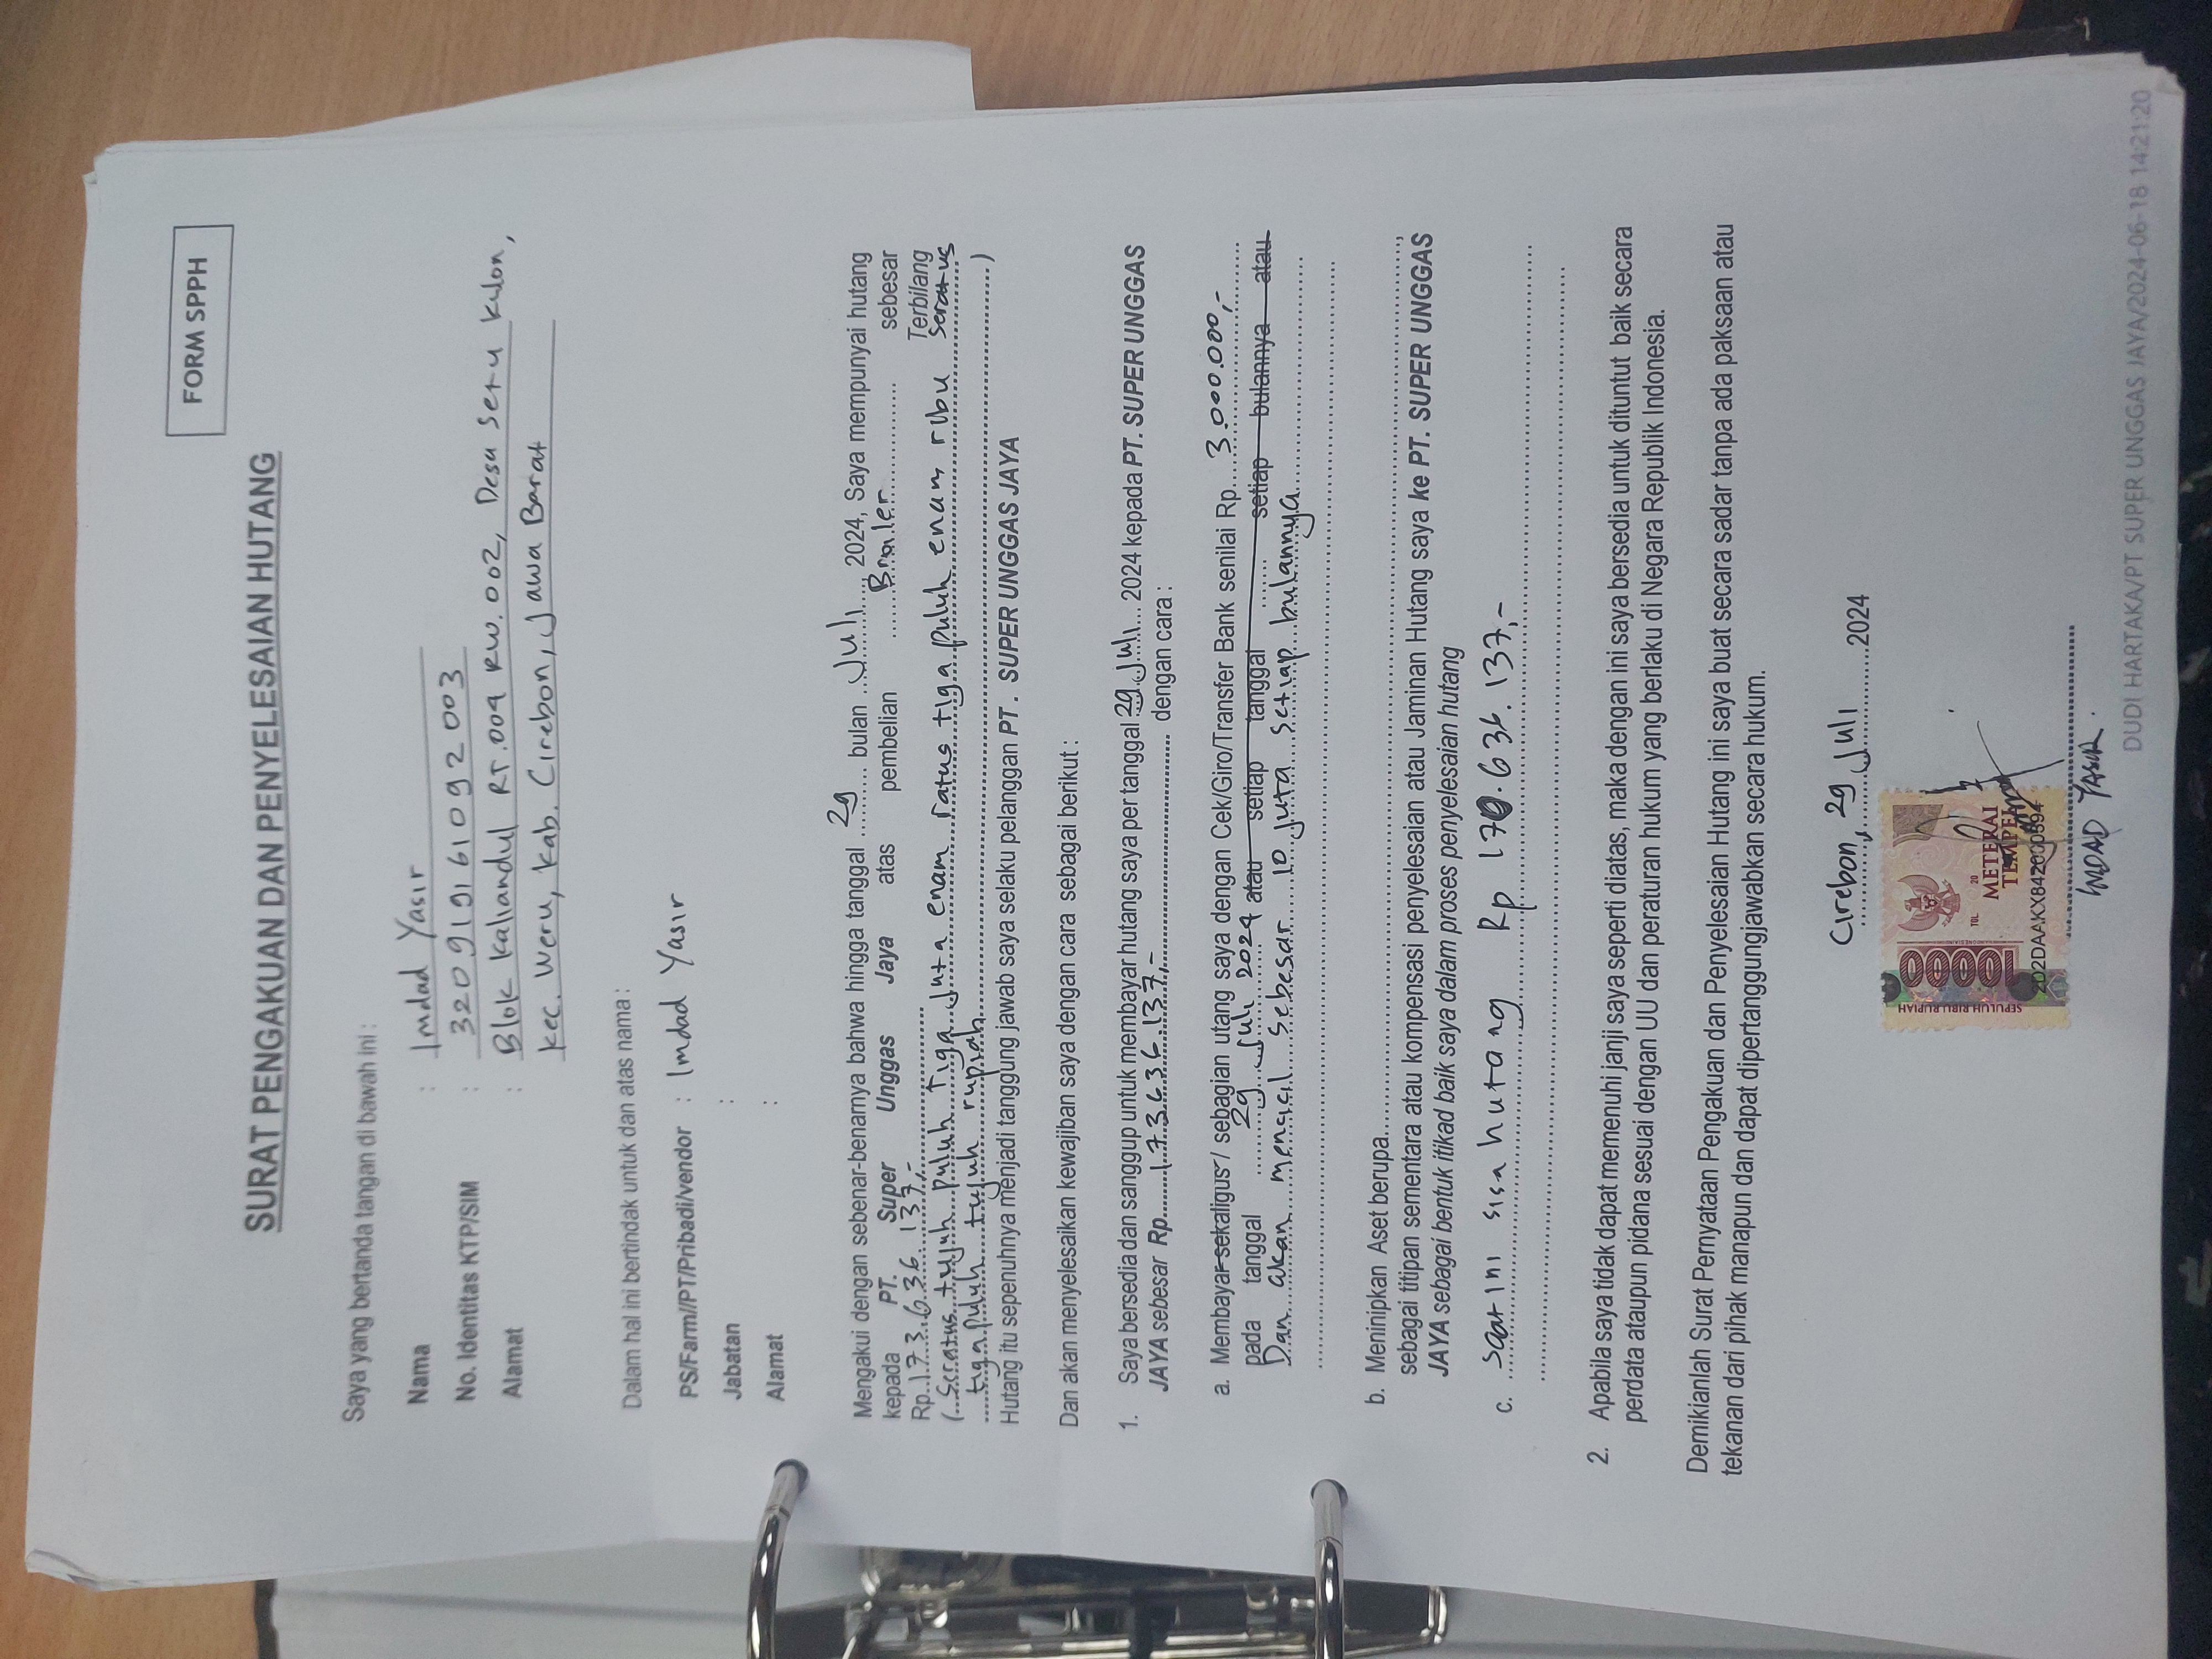 FORM SPPH
SURAT PENGAKUAN DAN PENYELESAIAN HUTANG
Saya yang bertanda tangan di bawah ini :
Nama : Imdad Yasir
No. Identitas KTP/SIM : 320919161092003
Alamat : Blok Kaliandul RT.004 RW.002, Desa Setu Kulon,
Kec. Weru, Kab. Cirebon, Jawa Barat
Dalam hal ini bertindak untuk dan atas nama :
PS/Farm//PT/Pribadi/vendor : Imdad Yasir
Jabatan :
Alamat :
Mengakui dengan sebenar-benarnya bahwa hingga tanggal 29 bulan Juli, 2024, Saya mempunyai hutang
kepada PT. Super Unggas Jaya atas pembelian Broiler sebesar
Rp.173.636.137,- Terbilang
( Seratus tujuh puluh tiga juta enam ratus tiga puluh enam ribu seratus
tiga puluh tujuh rupiah )
Hutang itu sepenuhnya menjadi tanggung jawab saya selaku pelanggan PT . SUPER UNGGAS JAYA
Dan akan menyelesaikan kewajiban saya dengan cara sebagai berikut :
1. Saya bersedia dan sanggup untuk membayar hutang saya per tanggal 29 Juli 2024 kepada PT. SUPER UNGGAS
JAYA sebesar Rp 173.636.137,- dengan cara :
a. Membayar sekaligus / sebagian utang saya dengan Cek/Giro/Transfer Bank senilai Rp. 3.000.000,-
pada tanggal 29 Juli 2024 atau setiap tanggal ........ setiap bulannya atau
Dan akan mencicil sebesar 10 juta setiap bulannya
b. Meninipkan Aset berupa..........,
sebagai titipan sementara atau kompensasi penyelesaian atau Jaminan Hutang saya ke PT. SUPER UNGGAS
JAYA sebagai bentuk itikad baik saya dalam proses penyelesaian hutang
c. saat ini sisa hutang Rp 170.636.137,-
2. Apabila saya tidak dapat memenuhi janji saya seperti diatas, maka dengan ini saya bersedia untuk dituntut baik secara
perdata ataupun pidana sesuai dengan UU dan peraturan hukum yang berlaku di Negara Republik Indonesia.
Demikianlah Surat Pernyataan Pengakuan dan Penyelesaian Hutang ini saya buat secara sadar tanpa ada paksaan atau
tekanan dari pihak manapun dan dapat dipertanggungjawabkan secara hukum.
Cirebon, 29 Juli 2024
SEPULUH RIBU RUPIAH
10000
TGL. 20
METERAI
TEMPEL
2D2DAAKX842000594
IMDAD YASIR.
DUDI HARTAKA/PT SUPER UNGGAS JAYA/2024-06-18 14:21:20